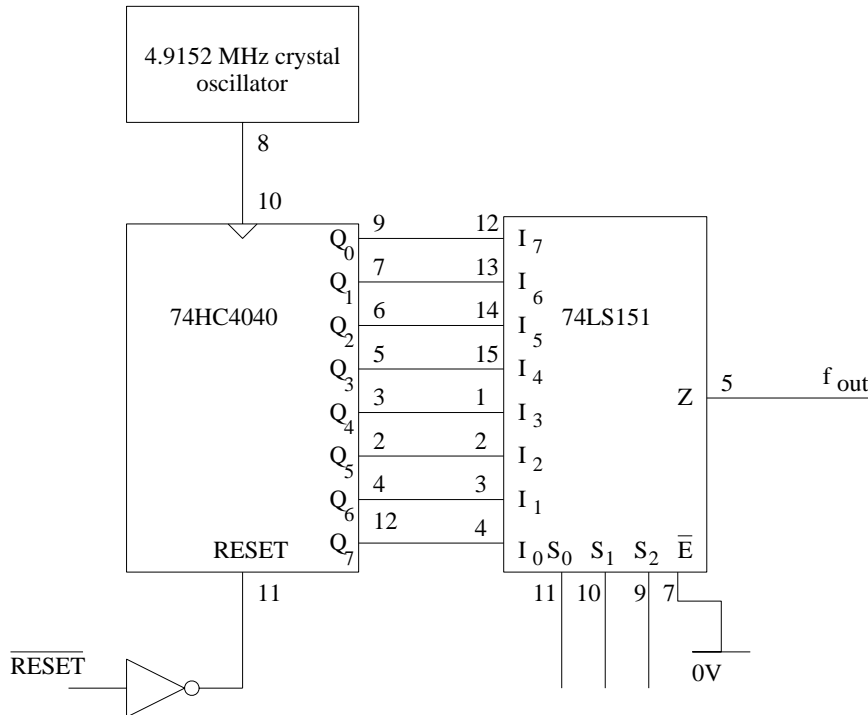 4.9152 MHz crystal
oscillator
8
10
Q0 9 12 I7
Q1 7 13 I6
74HC4040 Q2 6 14 I5 74LS151
Q3 5 15 I4
Z 5 fout
Q4 3 1 I3
Q5 2 2 I2
Q6 4 3 I1
RESET Q7 12 4 I0 S0 S1 S2 E̅
11 11 10 9 7
R̅E̅S̅E̅T̅ 0V